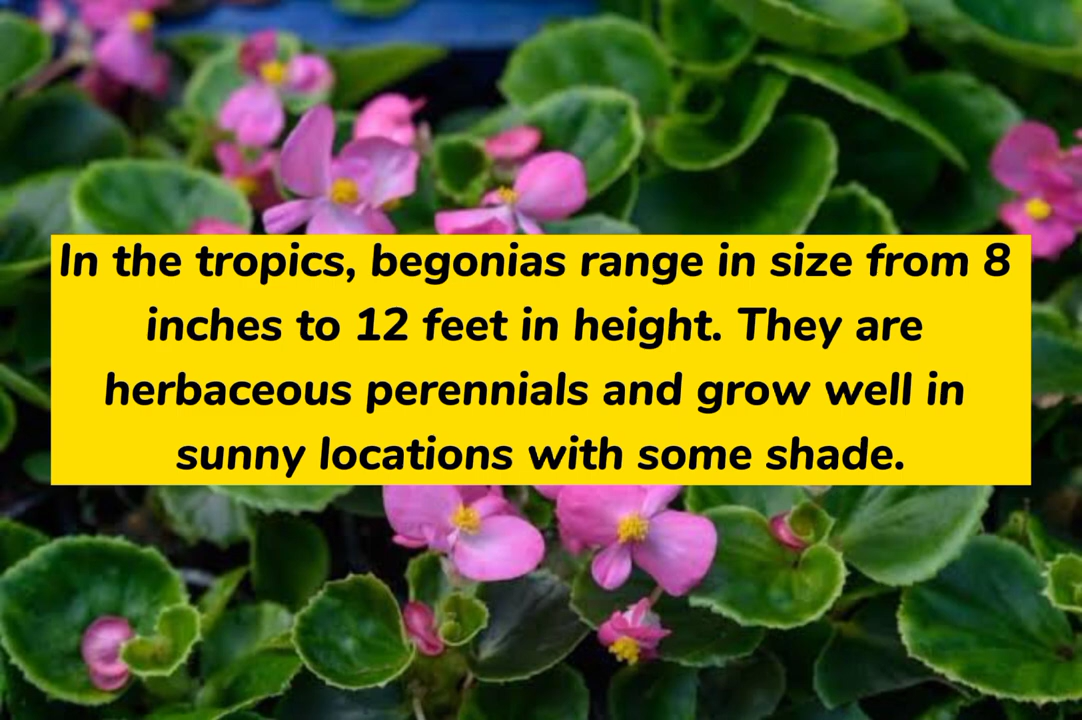 In the tropics, begonias range in size from 8
inches to 12 feet in height. They are
herbaceous perennials and grow well in
sunny locations with some shade.